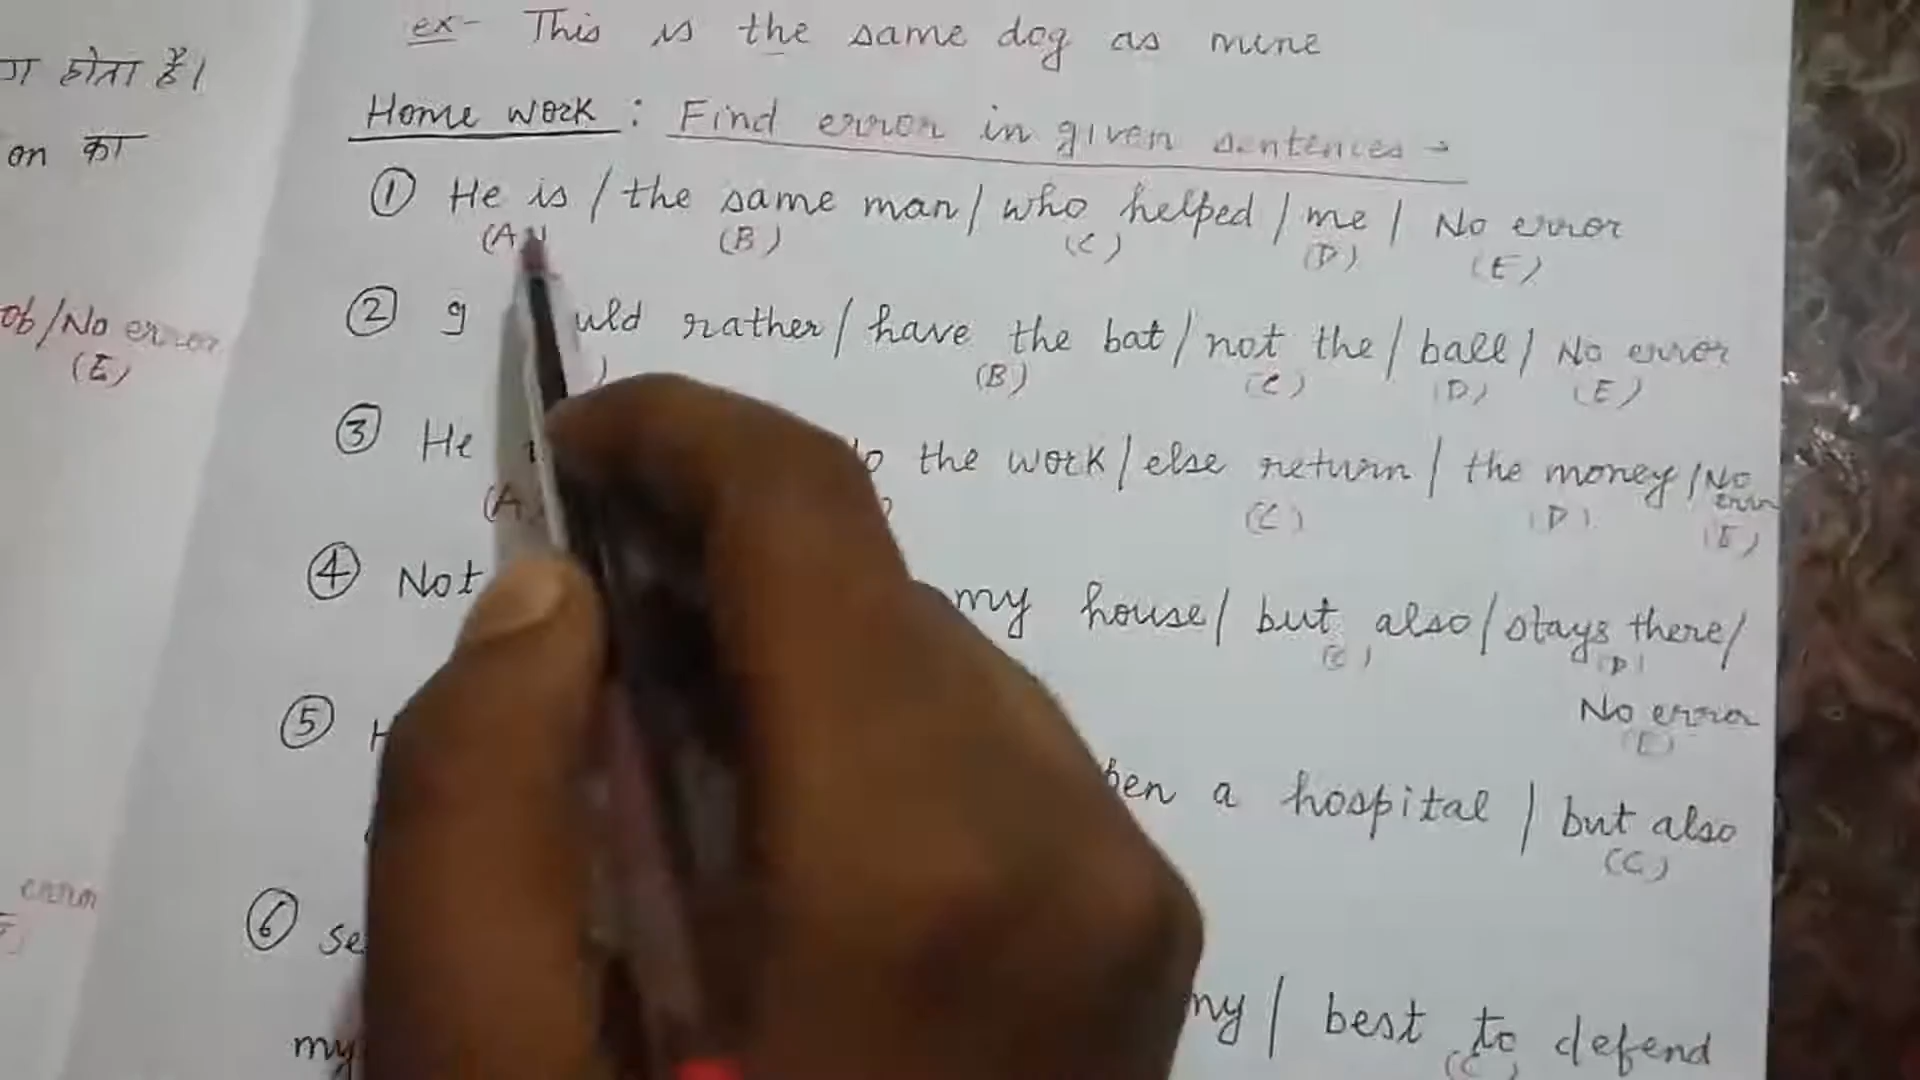 होता है।
on का
ob/No error
(E)
error
ex- This is the same dog as mine
Home work : Find error in given sentences -
① He is / the same man / who helped / me / No error
(A) (B) (C) (D) (E)
② rather / have the bat / not the / ball / No error
(B) (C) (D) (E)
③ He the work / else return / the money / No error
(A) (C) (D) (E)
④ Not my house / but also / stays there /
(C) (D)
No error
(E)
⑤ a hospital / but also
(C)
⑥
my / best to defend
(C)
my